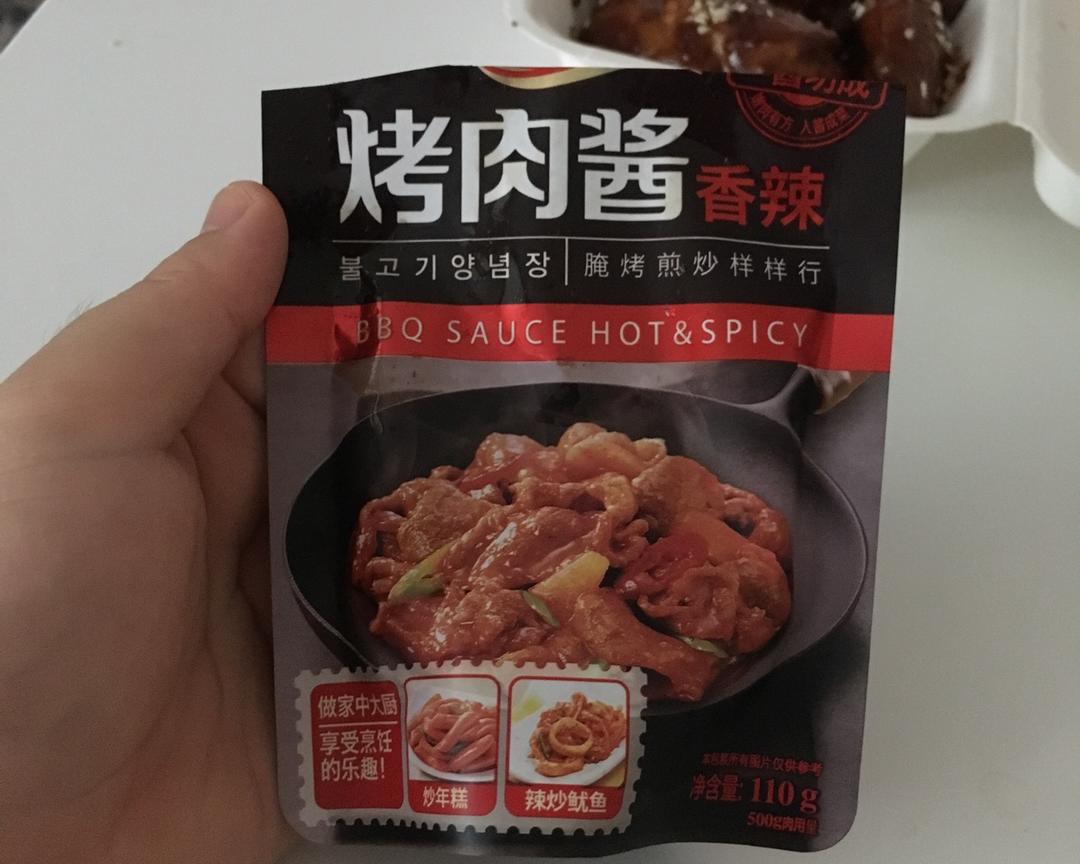 烤肉酱 香辣
불고기양념장 | 腌烤煎炒样样行
BBQ SAUCE HOT&SPICY
做家中大厨
享受烹饪
的乐趣!
炒年糕
辣炒鱿鱼
本包装所有图片仅供参考
净含量: 110 g
500g肉用量